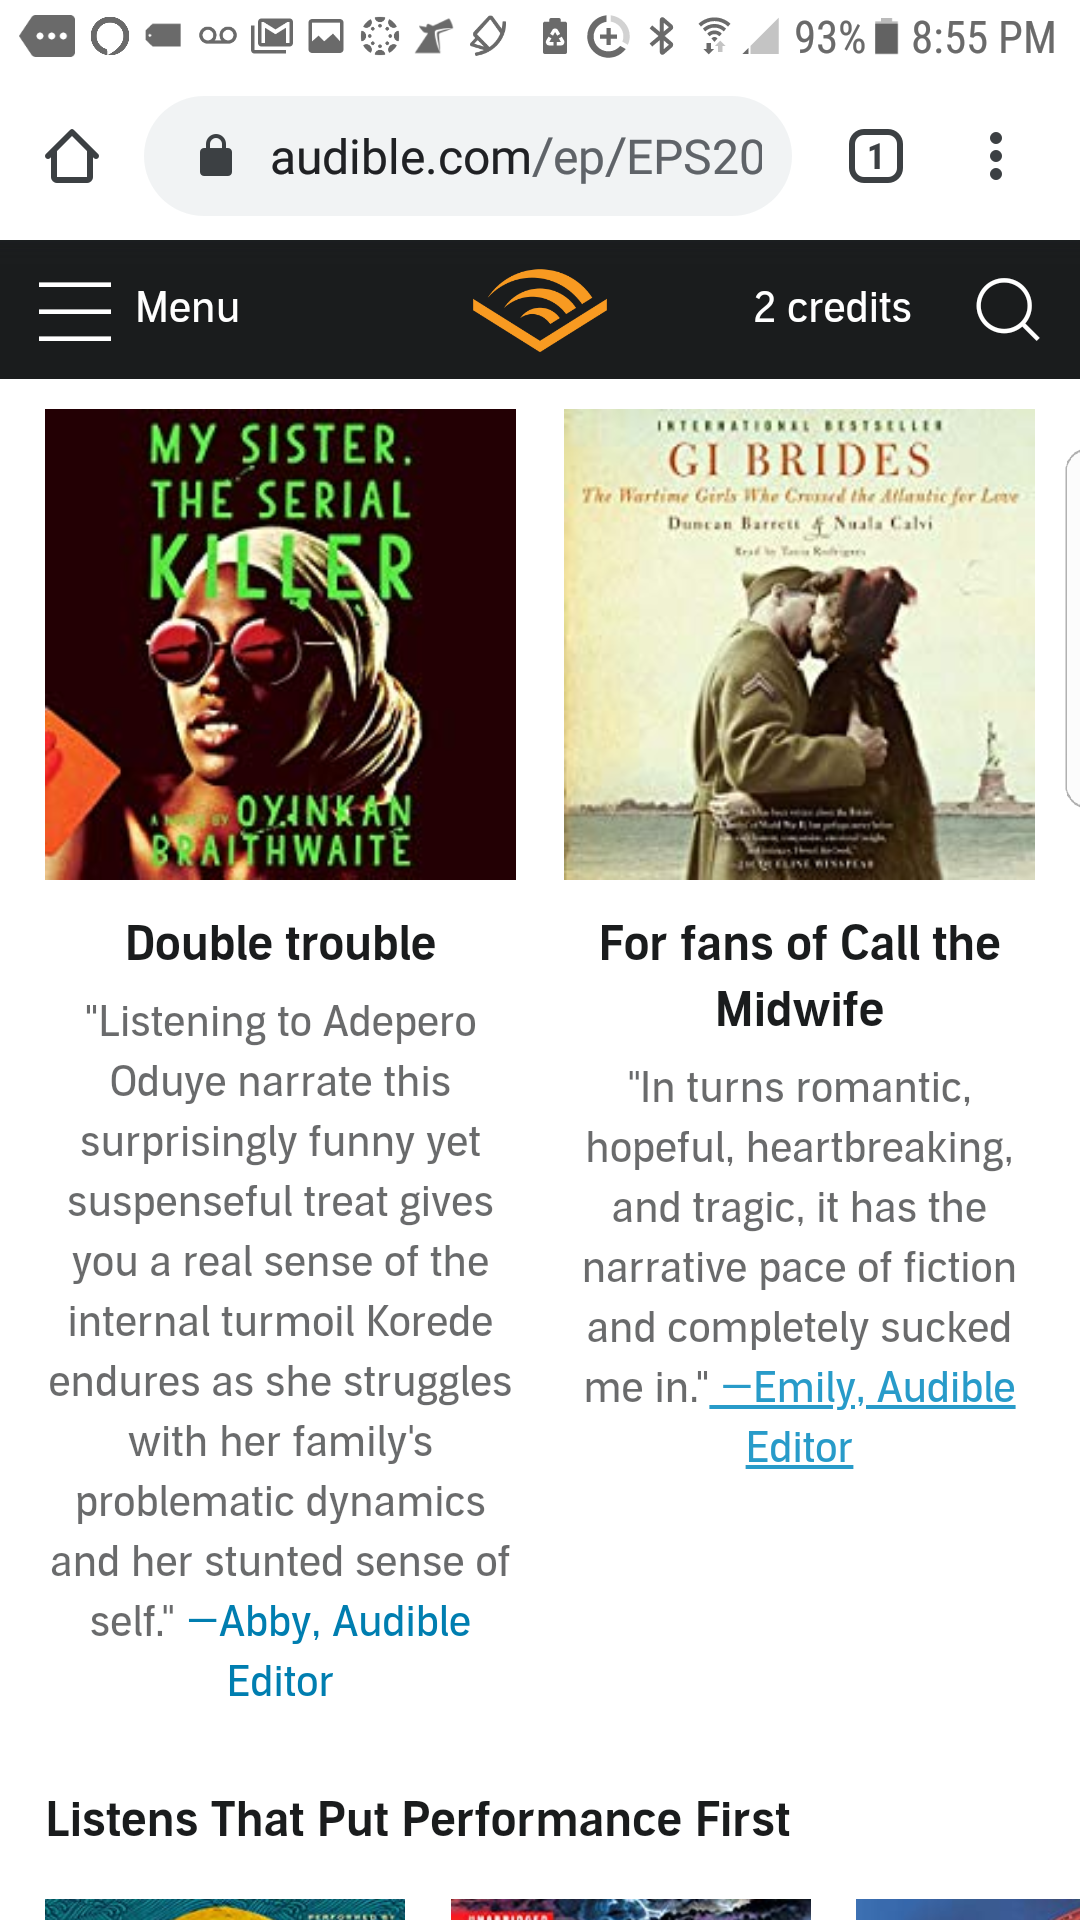 93% 8:55 PM
audible.com/ep/EPS20
1
Menu
2 credits
MY SISTER,
THE SERIAL
KILLER
A NOVEL BY OYINKAN
BRAITHWAITE
INTERNATIONAL BESTSELLER
GI BRIDES
The Wartime Girls Who Crossed the Atlantic for Love
Duncan Barrett & Nuala Calvi
Read by Tania Rodrigues
JACQUELINE WINSPEAR
Double trouble
"Listening to Adepero
Oduye narrate this
surprisingly funny yet
suspenseful treat gives
you a real sense of the
internal turmoil Korede
endures as she struggles
with her family's
problematic dynamics
and her stunted sense of
self." —Abby, Audible
Editor
For fans of Call the
Midwife
"In turns romantic,
hopeful, heartbreaking,
and tragic, it has the
narrative pace of fiction
and completely sucked
me in." —Emily, Audible
Editor
Listens That Put Performance First
PERFORMED BY
UNABRIDGED